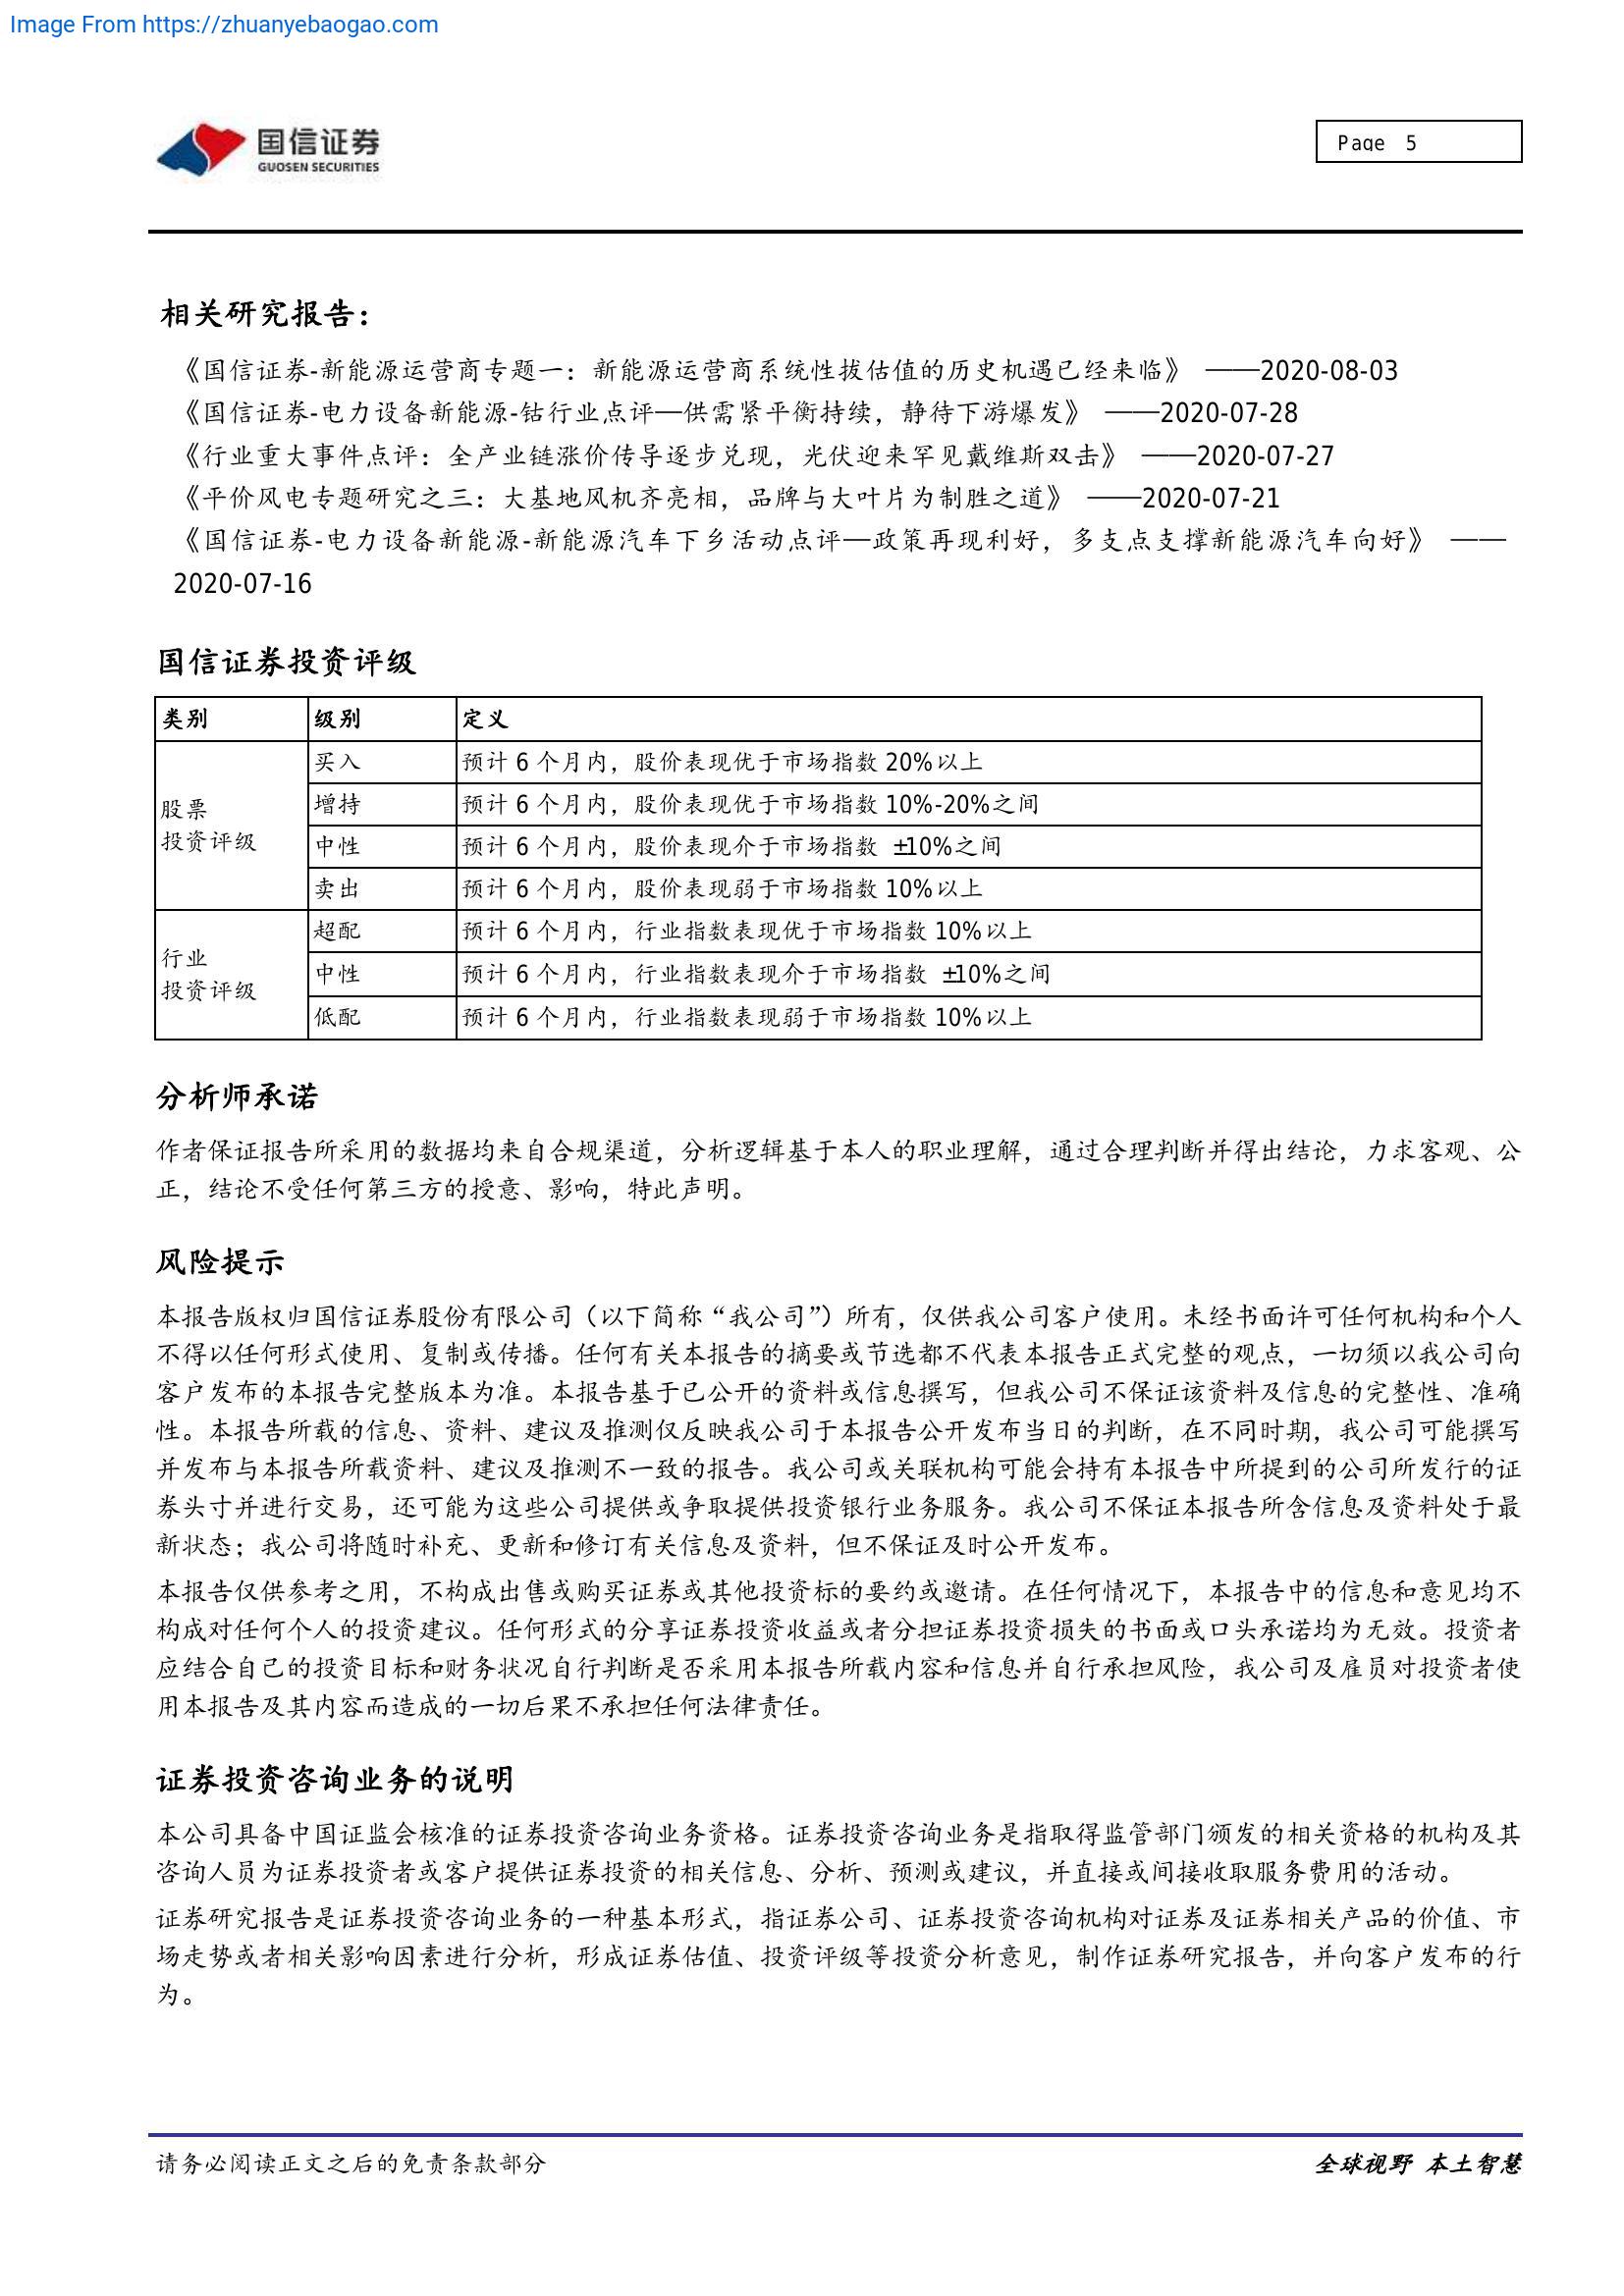 Image From https://zhuanyebaogao.com
国信证券
GUOSEN SECURITIES
Page 5
相关研究报告：
《国信证券-新能源运营商专题一：新能源运营商系统性拔估值的历史机遇已经来临》 ——2020-08-03
《国信证券-电力设备新能源-钴行业点评—供需紧平衡持续，静待下游爆发》 ——2020-07-28
《行业重大事件点评：全产业链涨价传导逐步兑现，光伏迎来罕见戴维斯双击》 ——2020-07-27
《平价风电专题研究之三：大基地风机齐亮相，品牌与大叶片为制胜之道》 ——2020-07-21
《国信证券-电力设备新能源-新能源汽车下乡活动点评—政策再现利好，多支点支撑新能源汽车向好》 ——
2020-07-16
国信证券投资评级
类别 级别 定义
股票
投资评级
买入 预计 6 个月内，股价表现优于市场指数 20%以上
增持 预计 6 个月内，股价表现优于市场指数 10%-20%之间
中性 预计 6 个月内，股价表现介于市场指数 ±10%之间
卖出 预计 6 个月内，股价表现弱于市场指数 10%以上
行业
投资评级
超配 预计 6 个月内，行业指数表现优于市场指数 10%以上
中性 预计 6 个月内，行业指数表现介于市场指数 ±10%之间
低配 预计 6 个月内，行业指数表现弱于市场指数 10%以上
分析师承诺
作者保证报告所采用的数据均来自合规渠道，分析逻辑基于本人的职业理解，通过合理判断并得出结论，力求客观、公
正，结论不受任何第三方的授意、影响，特此声明。
风险提示
本报告版权归国信证券股份有限公司（以下简称“我公司”）所有，仅供我公司客户使用。未经书面许可任何机构和个人
不得以任何形式使用、复制或传播。任何有关本报告的摘要或节选都不代表本报告正式完整的观点，一切须以我公司向
客户发布的本报告完整版本为准。本报告基于已公开的资料或信息撰写，但我公司不保证该资料及信息的完整性、准确
性。本报告所载的信息、资料、建议及推测仅反映我公司于本报告公开发布当日的判断，在不同时期，我公司可能撰写
并发布与本报告所载资料、建议及推测不一致的报告。我公司或关联机构可能会持有本报告中所提到的公司所发行的证
券头寸并进行交易，还可能为这些公司提供或争取提供投资银行业务服务。我公司不保证本报告所含信息及资料处于最
新状态；我公司将随时补充、更新和修订有关信息及资料，但不保证及时公开发布。
本报告仅供参考之用，不构成出售或购买证券或其他投资标的要约或邀请。在任何情况下，本报告中的信息和意见均不
构成对任何个人的投资建议。任何形式的分享证券投资收益或者分担证券投资损失的书面或口头承诺均为无效。投资者
应结合自己的投资目标和财务状况自行判断是否采用本报告所载内容和信息并自行承担风险，我公司及雇员对投资者使
用本报告及其内容而造成的一切后果不承担任何法律责任。
证券投资咨询业务的说明
本公司具备中国证监会核准的证券投资咨询业务资格。证券投资咨询业务是指取得监管部门颁发的相关资格的机构及其
咨询人员为证券投资者或客户提供证券投资的相关信息、分析、预测或建议，并直接或间接收取服务费用的活动。
证券研究报告是证券投资咨询业务的一种基本形式，指证券公司、证券投资咨询机构对证券及证券相关产品的价值、市
场走势或者相关影响因素进行分析，形成证券估值、投资评级等投资分析意见，制作证券研究报告，并向客户发布的行
为。
请务必阅读正文之后的免责条款部分
全球视野 本土智慧